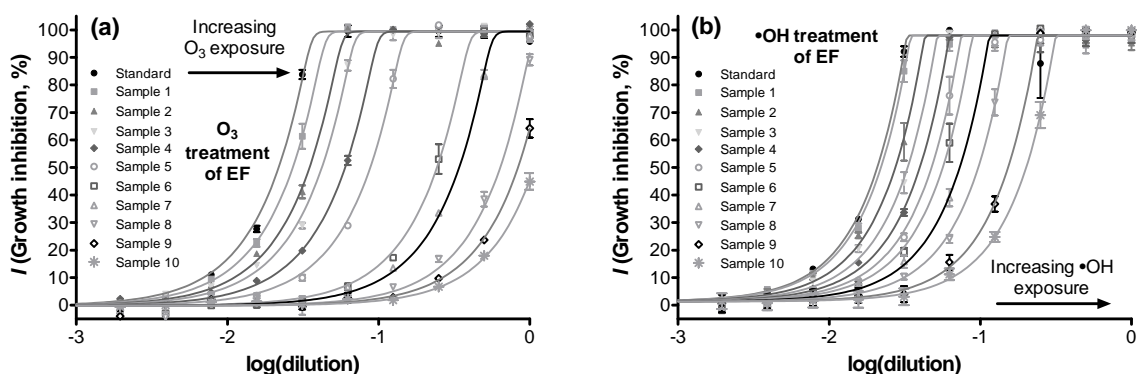 (a)
Increasing
O3 exposure
O3
treatment
of EF
Standard
Sample 1
Sample 2
Sample 3
Sample 4
Sample 5
Sample 6
Sample 7
Sample 8
Sample 9
Sample 10
I (Growth inhibition, %)
100
90
80
70
60
50
40
30
20
10
0
-3
-2
-1
0
log(dilution)
(b)
•OH treatment
of EF
Standard
Sample 1
Sample 2
Sample 3
Sample 4
Sample 5
Sample 6
Sample 7
Sample 8
Sample 9
Sample 10
Increasing •OH
exposure
I (Growth inhibition, %)
100
90
80
70
60
50
40
30
20
10
0
-3
-2
-1
0
log(dilution)